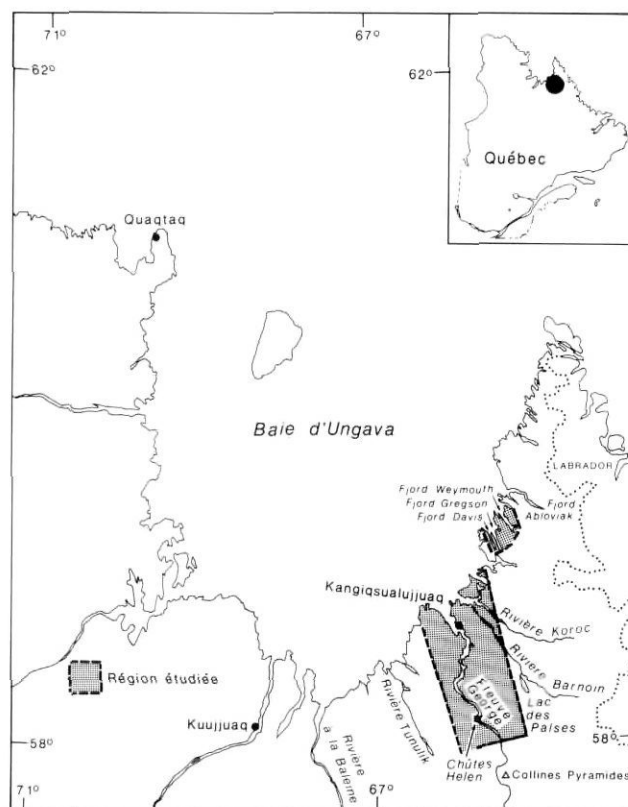 71°
67°
62°
62°
Québec
Quaqtaq
Baie d'Ungava
LABRADOR
Fjord Weymouth
Fjord Gregson
Fjord Davis
Fjord
Abloviak
Kangiqsualujjuaq
Rivière Koroc
Rivière
Barnoin
Région étudiée
Fleuve
George
Lac
des
Païses
Rivière Tunulik
Rivière
à la Baleine
Kuujjuaq
58°
58°
Chûtes
Helen
Collines Pyramides
71°
67°